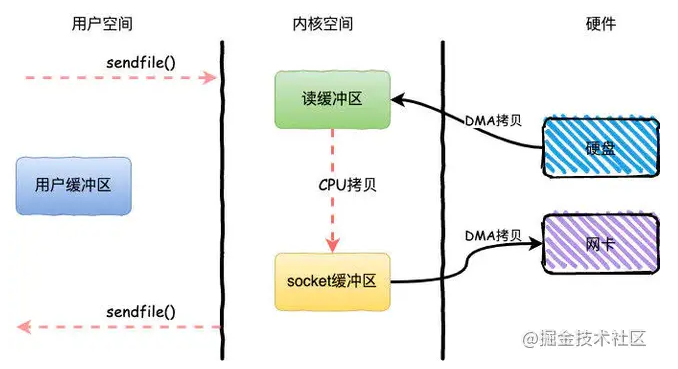 用户空间
内核空间
硬件
sendfile()
读缓冲区
DMA拷贝
硬盘
用户缓冲区
CPU拷贝
DMA拷贝
网卡
socket缓冲区
sendfile()
@掘金技术社区